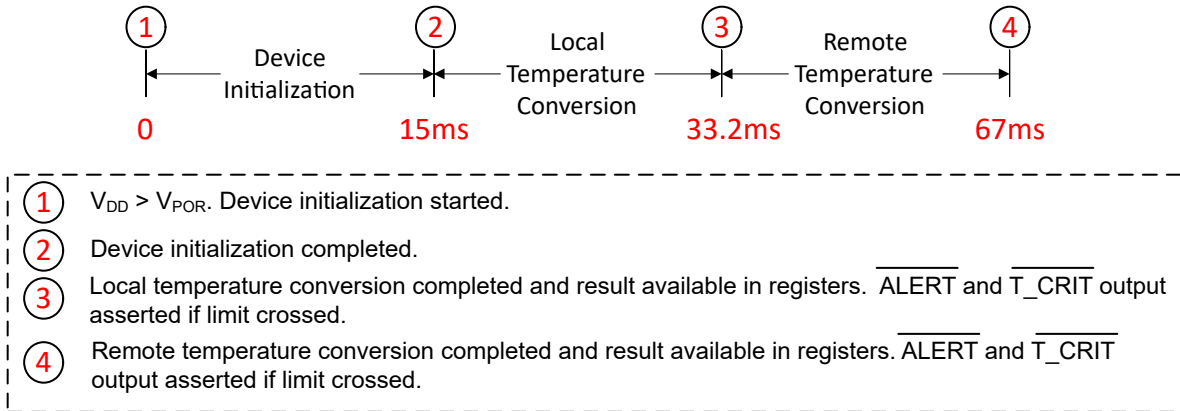 1 2 3 4
Device Initialization
Local Temperature Conversion
Remote Temperature Conversion
0 15ms 33.2ms 67ms
1 VDD > VPOR. Device initialization started.
2 Device initialization completed.
3 Local temperature conversion completed and result available in registers. ALERT and T_CRIT output
asserted if limit crossed.
4 Remote temperature conversion completed and result available in registers. ALERT and T_CRIT
output asserted if limit crossed.